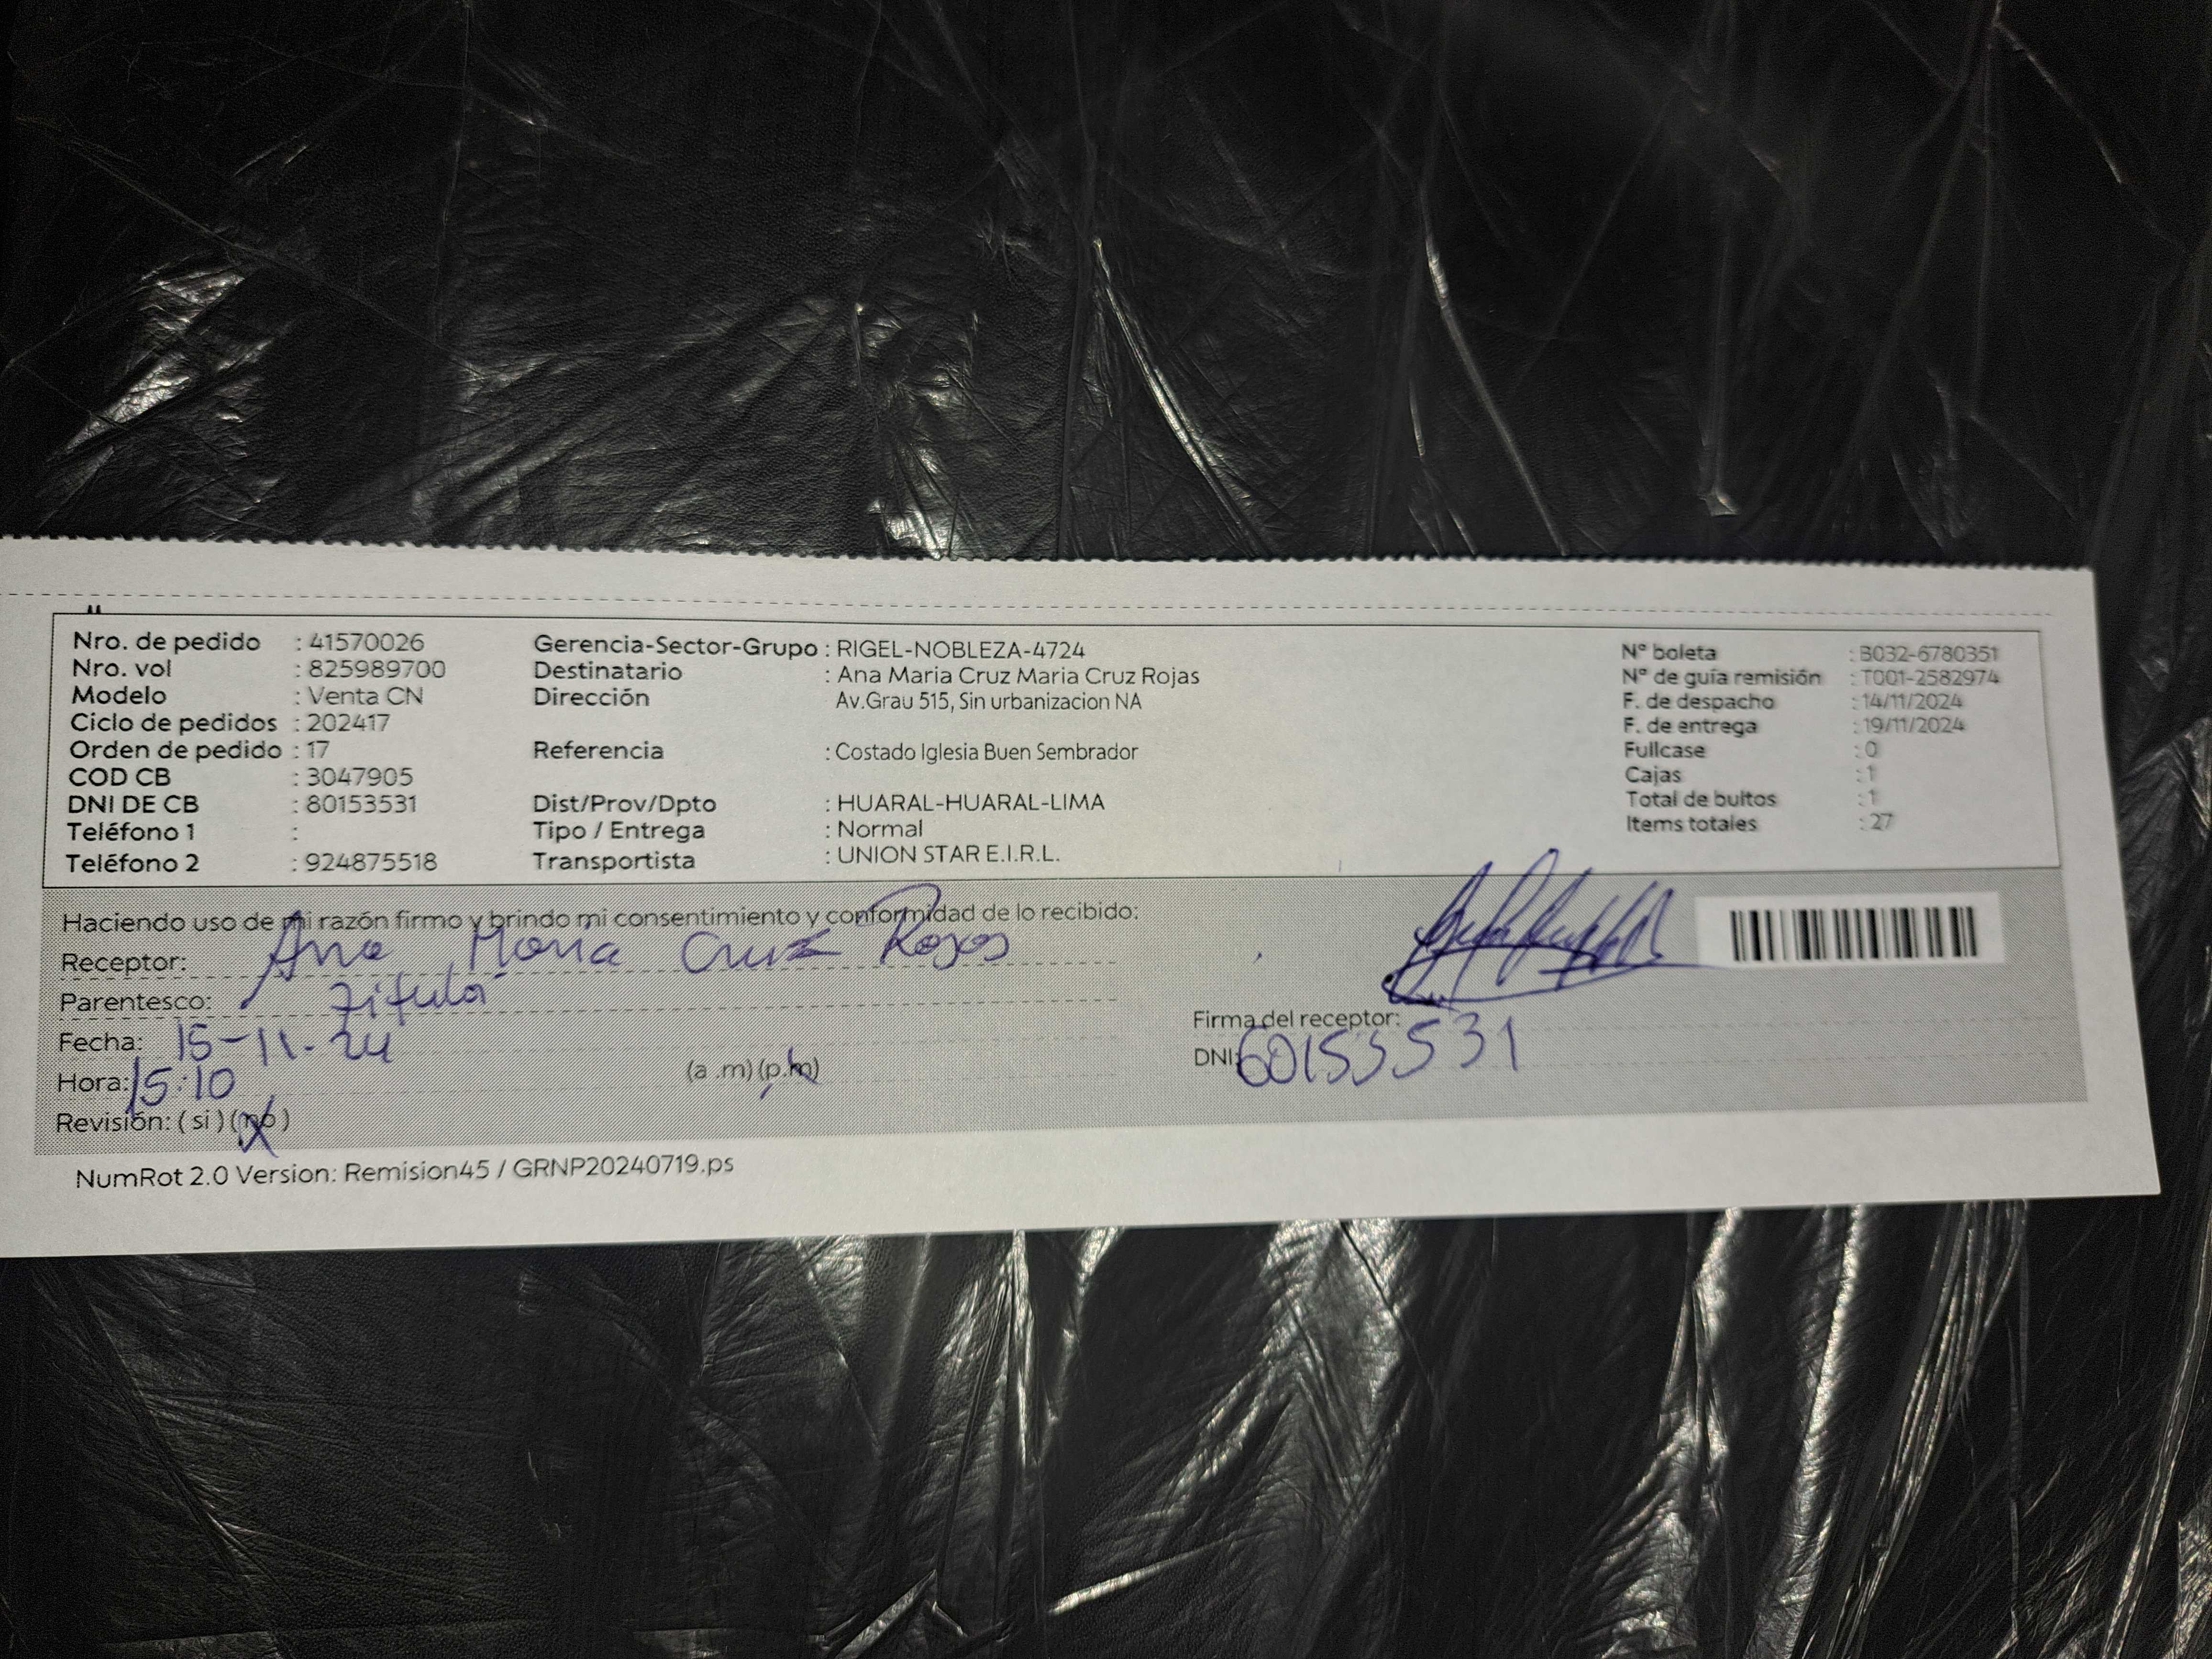 Nro. de pedido : 41570026
Nro. vol : 825989700
Modelo : Venta CN
Ciclo de pedidos : 202417
Orden de pedido : 17
COD CB : 3047905
DNI DE CB : 80153531
Teléfono 1 :
Teléfono 2 : 924875518
Gerencia-Sector-Grupo : RIGEL-NOBLEZA-4724
Destinatario : Ana Maria Cruz Maria Cruz Rojas
Dirección Av.Grau 515, Sin urbanizacion NA
Referencia : Costado Iglesia Buen Sembrador
Dist/Prov/Dpto : HUARAL-HUARAL-LIMA
Tipo / Entrega : Normal
Transportista : UNION STAR E.I.R.L.
N° boleta : B032-6780351
N° de guía remisión : T001-2582974
F. de despacho : 14/11/2024
F. de entrega : 19/11/2024
Fullcase : 0
Cajas : 1
Total de bultos : 1
Items totales : 27
Haciendo uso de mi razón firmo y brindo mi consentimiento y conformidad de lo recibido:
Receptor: Ana Maria Cruz Rojas
Parentesco:
Fecha: 15-11-24
Hora: 15:10 (a .m) (p.m)
Revisión: ( si ) ( no )
Firma del receptor:
DNI: 60153531
NumRot 2.0 Version: Remision45 / GRNP20240719.ps